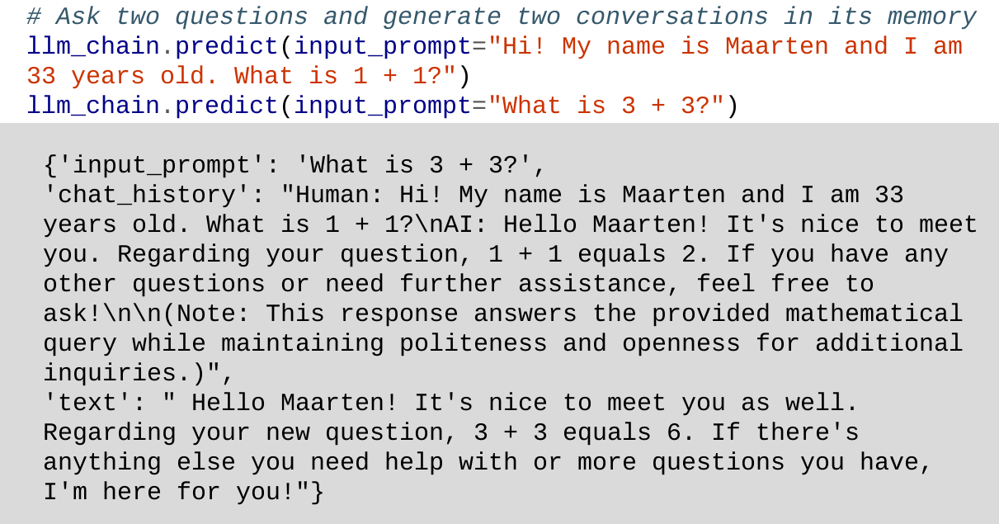 # Ask two questions and generate two conversations in its memory
llm_chain.predict(input_prompt="Hi! My name is Maarten and I am
33 years old. What is 1 + 1?")
llm_chain.predict(input_prompt="What is 3 + 3?")
{'input_prompt': 'What is 3 + 3?',
'chat_history': "Human: Hi! My name is Maarten and I am 33
years old. What is 1 + 1?\nAI: Hello Maarten! It's nice to meet
you. Regarding your question, 1 + 1 equals 2. If you have any
other questions or need further assistance, feel free to
ask!\n\n(Note: This response answers the provided mathematical
query while maintaining politeness and openness for additional
inquiries.)",
'text': " Hello Maarten! It's nice to meet you as well.
Regarding your new question, 3 + 3 equals 6. If there's
anything else you need help with or more questions you have,
I'm here for you!"}